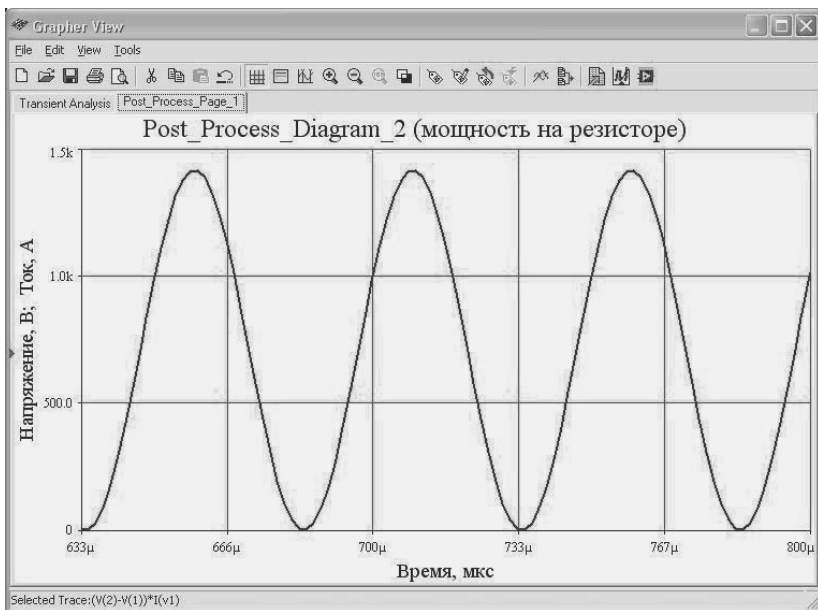 Grapher View
File Edit View Tools
Transient Analysis Post_Process_Page_1
Post_Process_Diagram_2 (мощность на резисторе)
1.5k
1.0k
500.0
0
Напряжение, В; Ток, А
633µ 666µ 700µ 733µ 767µ 800µ
Время, мкс
Selected Trace:(V(2)-V(1))*I(v1)